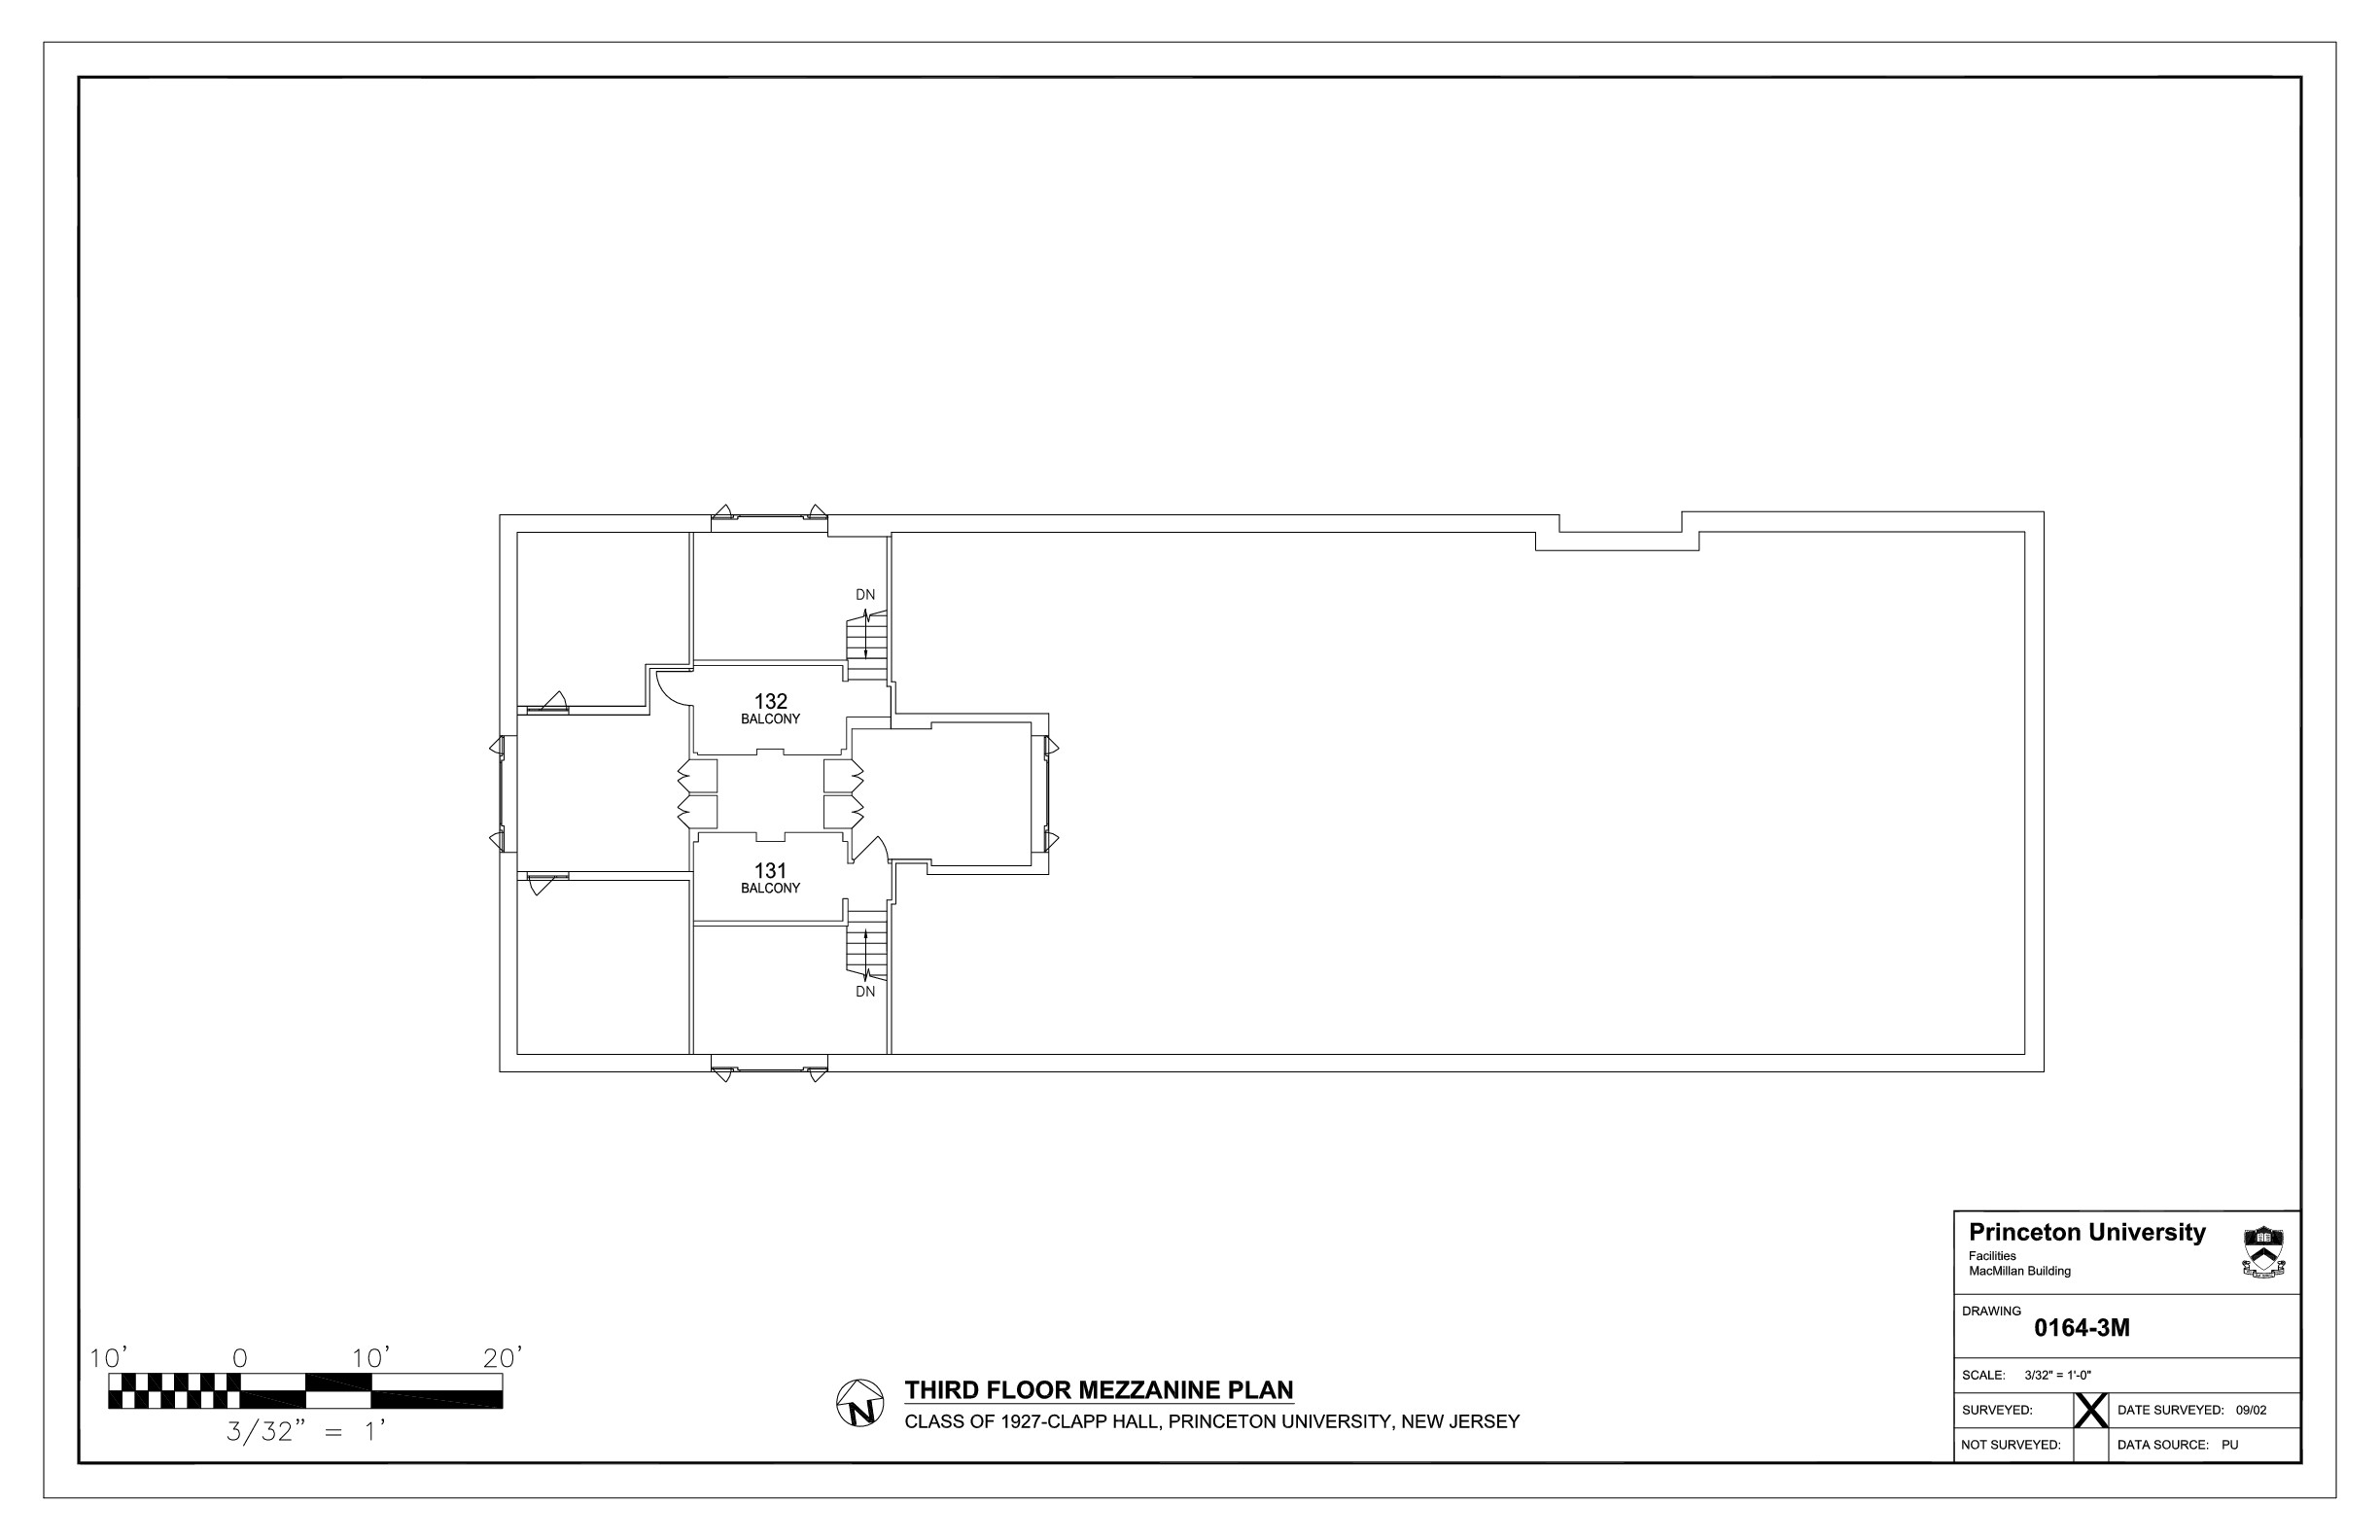 DN
132
BALCONY
131
BALCONY
DN
Princeton University
Facilities
MacMillan Building
DRAWING
0164-3M
SCALE: 3/32" = 1'-0"
SURVEYED: X DATE SURVEYED: 09/02
NOT SURVEYED: DATA SOURCE: PU
10' 0 10' 20'
3/32" = 1'
N
THIRD FLOOR MEZZANINE PLAN
CLASS OF 1927-CLAPP HALL, PRINCETON UNIVERSITY, NEW JERSEY